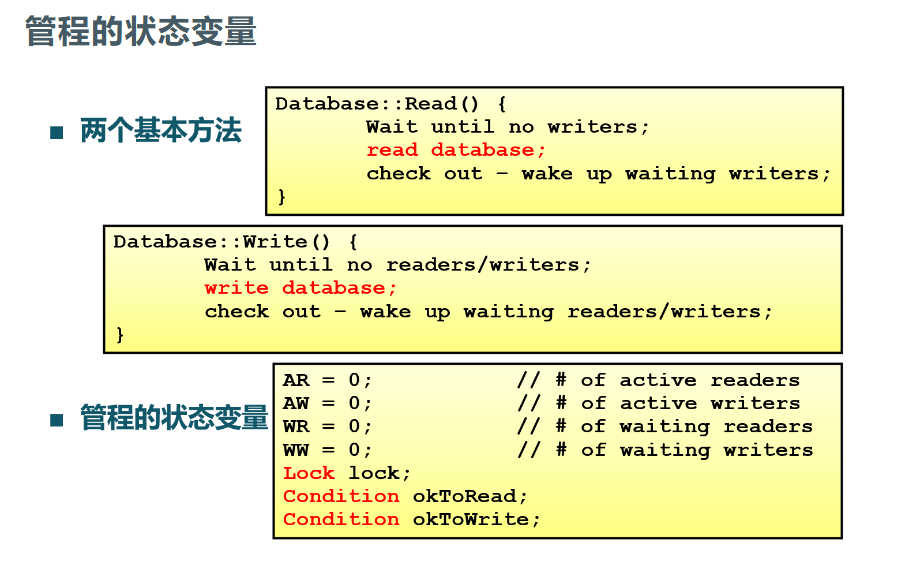 管程的状态变量
■ 两个基本方法
Database::Read() {
Wait until no writers;
read database;
check out – wake up waiting writers;
}
Database::Write() {
Wait until no readers/writers;
write database;
check out – wake up waiting readers/writers;
}
■ 管程的状态变量
AR = 0; // # of active readers
AW = 0; // # of active writers
WR = 0; // # of waiting readers
WW = 0; // # of waiting writers
Lock lock;
Condition okToRead;
Condition okToWrite;